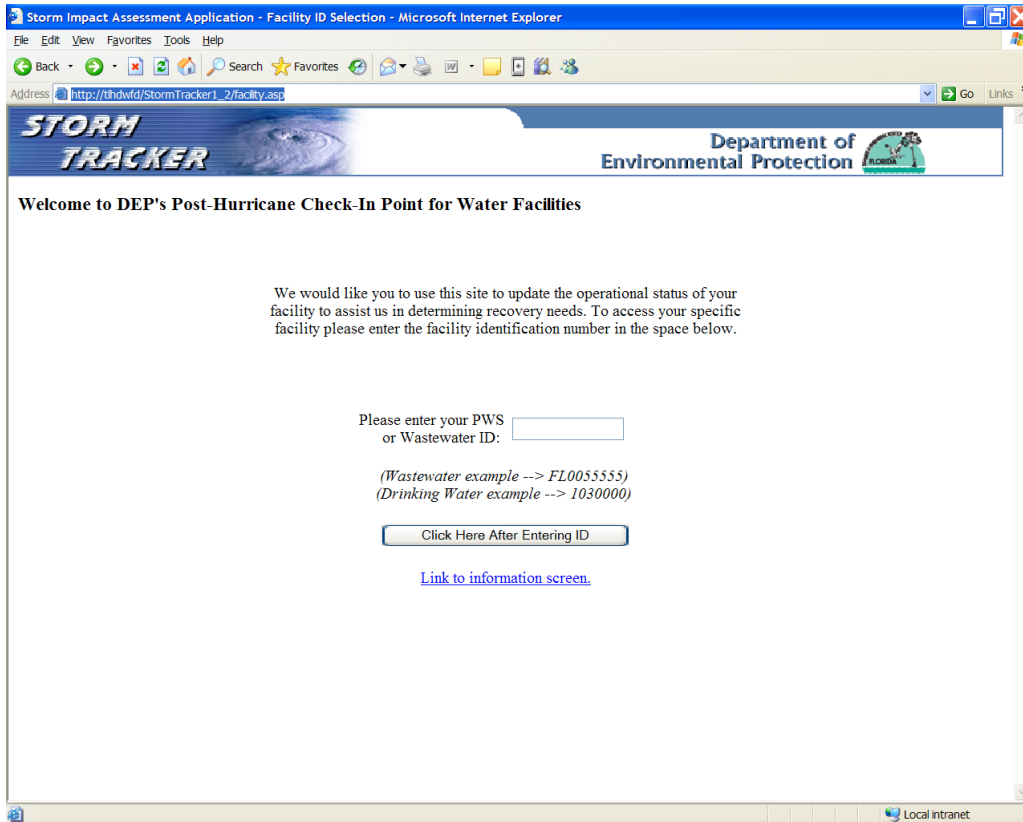 Storm Impact Assessment Application - Facility ID Selection - Microsoft Internet Explorer
File Edit View Favorites Tools Help
Back Search Favorites
Address http://tlhdwfd/StormTracker1_2/facility.asp Go Links
STORM
TRACKER
Department of
Environmental Protection
FLORIDA
Welcome to DEP's Post-Hurricane Check-In Point for Water Facilities
We would like you to use this site to update the operational status of your
facility to assist us in determining recovery needs. To access your specific
facility please enter the facility identification number in the space below.
Please enter your PWS
or Wastewater ID:
(Wastewater example --> FL0055555)
(Drinking Water example --> 1030000)
Click Here After Entering ID
Link to information screen.
Local intranet